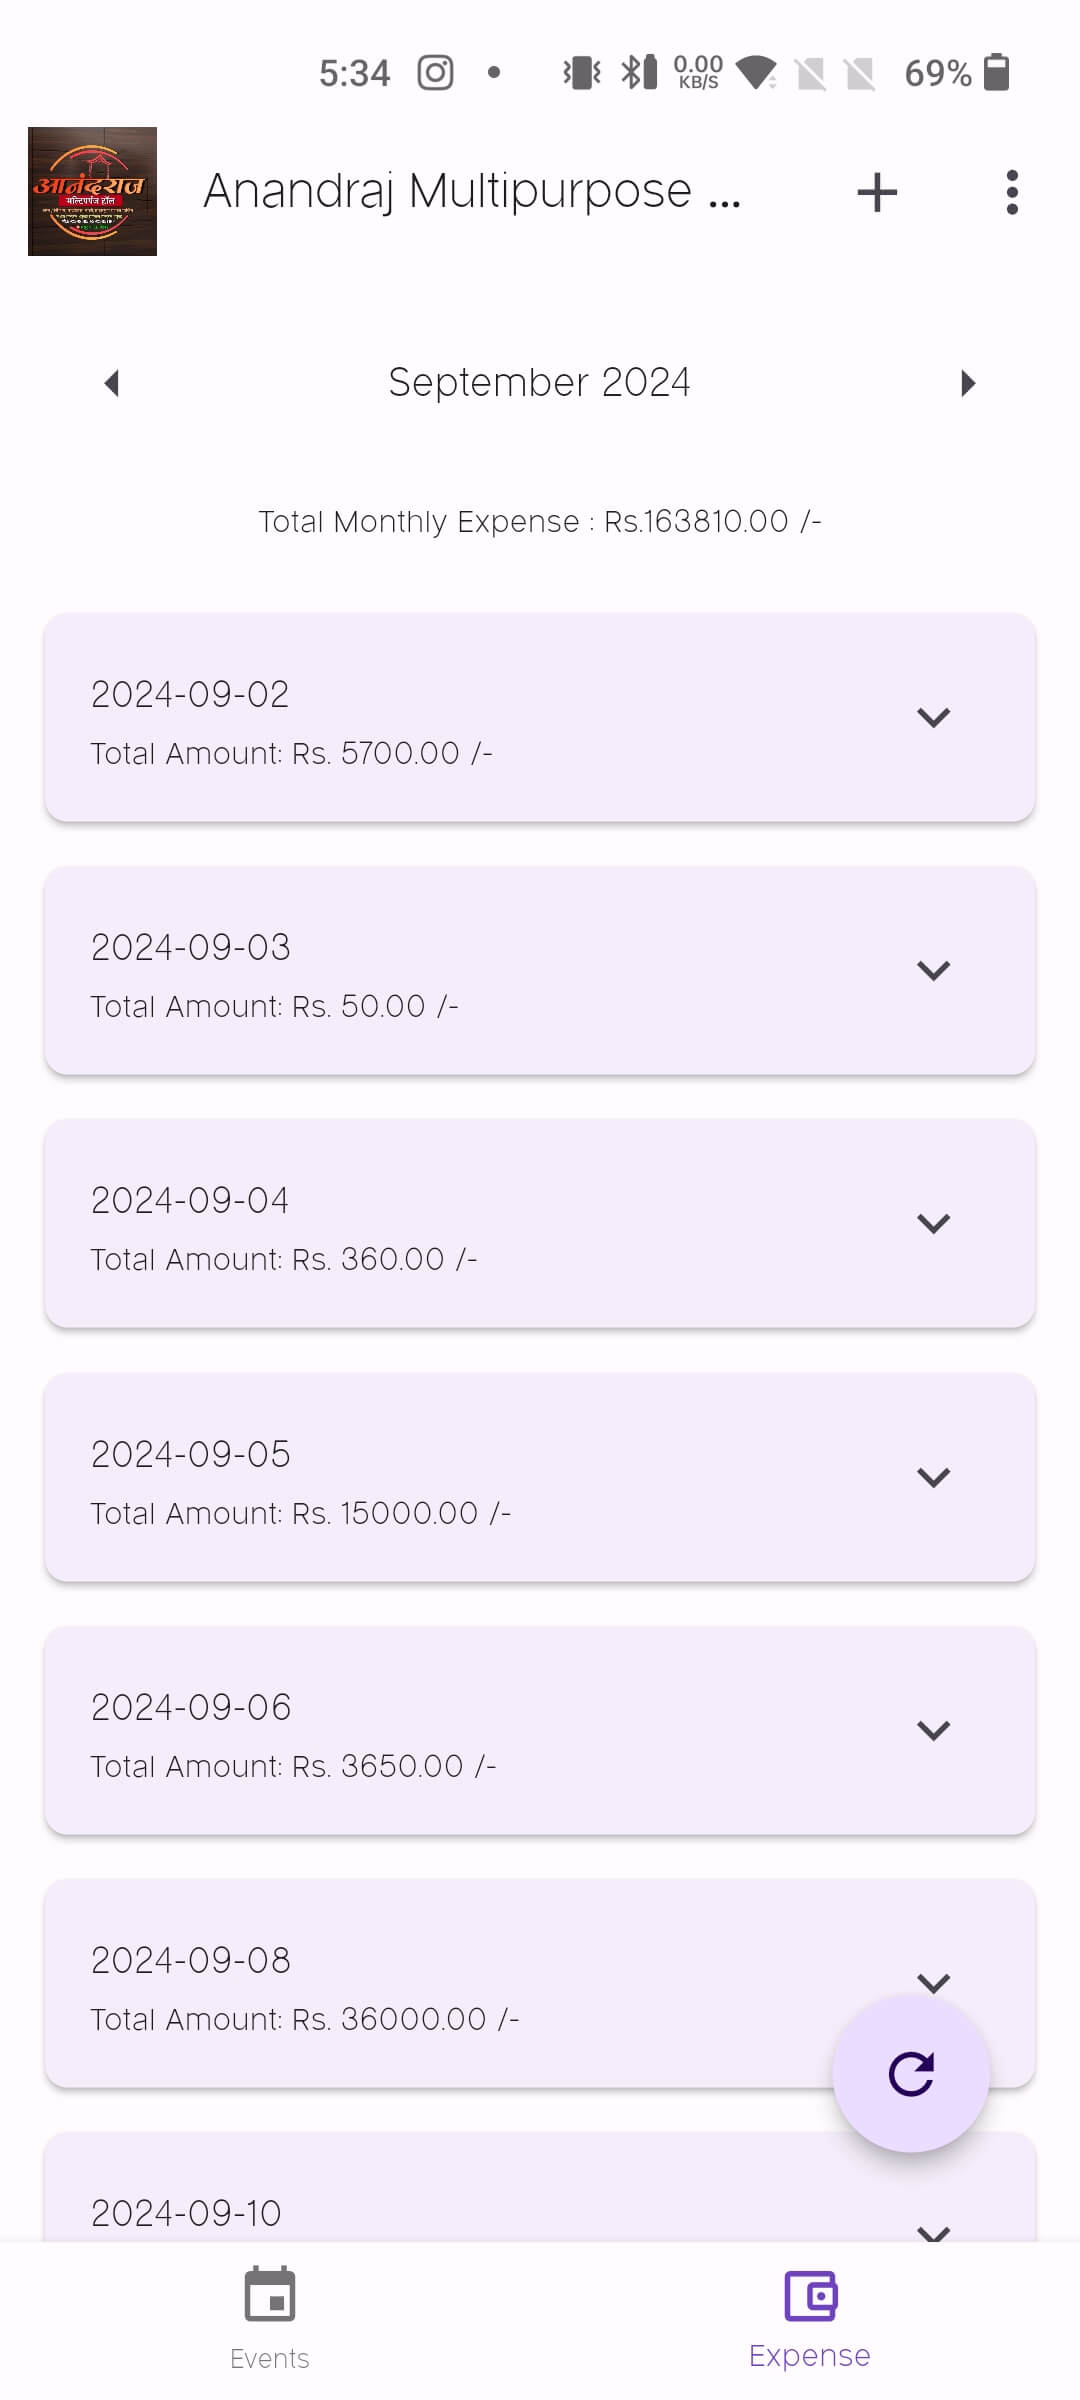 5:34
0.00
KB/S
69%
आनंदराज
मल्टिपर्पज हॉल
Anandraj Multipurpose ...
September 2024
Total Monthly Expense : Rs.163810.00 /-
2024-09-02
Total Amount: Rs. 5700.00 /-
2024-09-03
Total Amount: Rs. 50.00 /-
2024-09-04
Total Amount: Rs. 360.00 /-
2024-09-05
Total Amount: Rs. 15000.00 /-
2024-09-06
Total Amount: Rs. 3650.00 /-
2024-09-08
Total Amount: Rs. 36000.00 /-
2024-09-10
Events
Expense